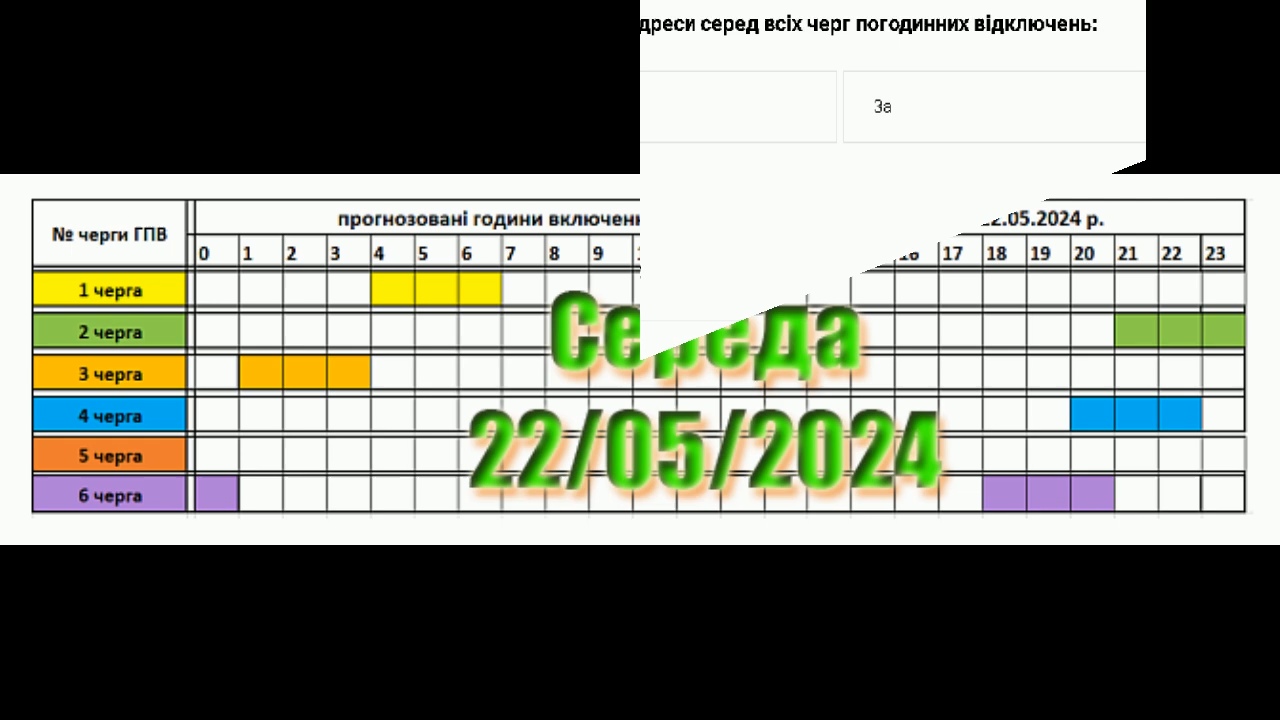 дреси серед всіх черг погодинних відключень:
За
№ черги ГПВ
прогнозовані години
.05.2024 р.
0 1 2 3 4 5 6 7 8 9 17 18 19 20 21 22 23
1 черга
2 черга
Середа
3 черга
4 черга
22/05/2024
5 черга
6 черга